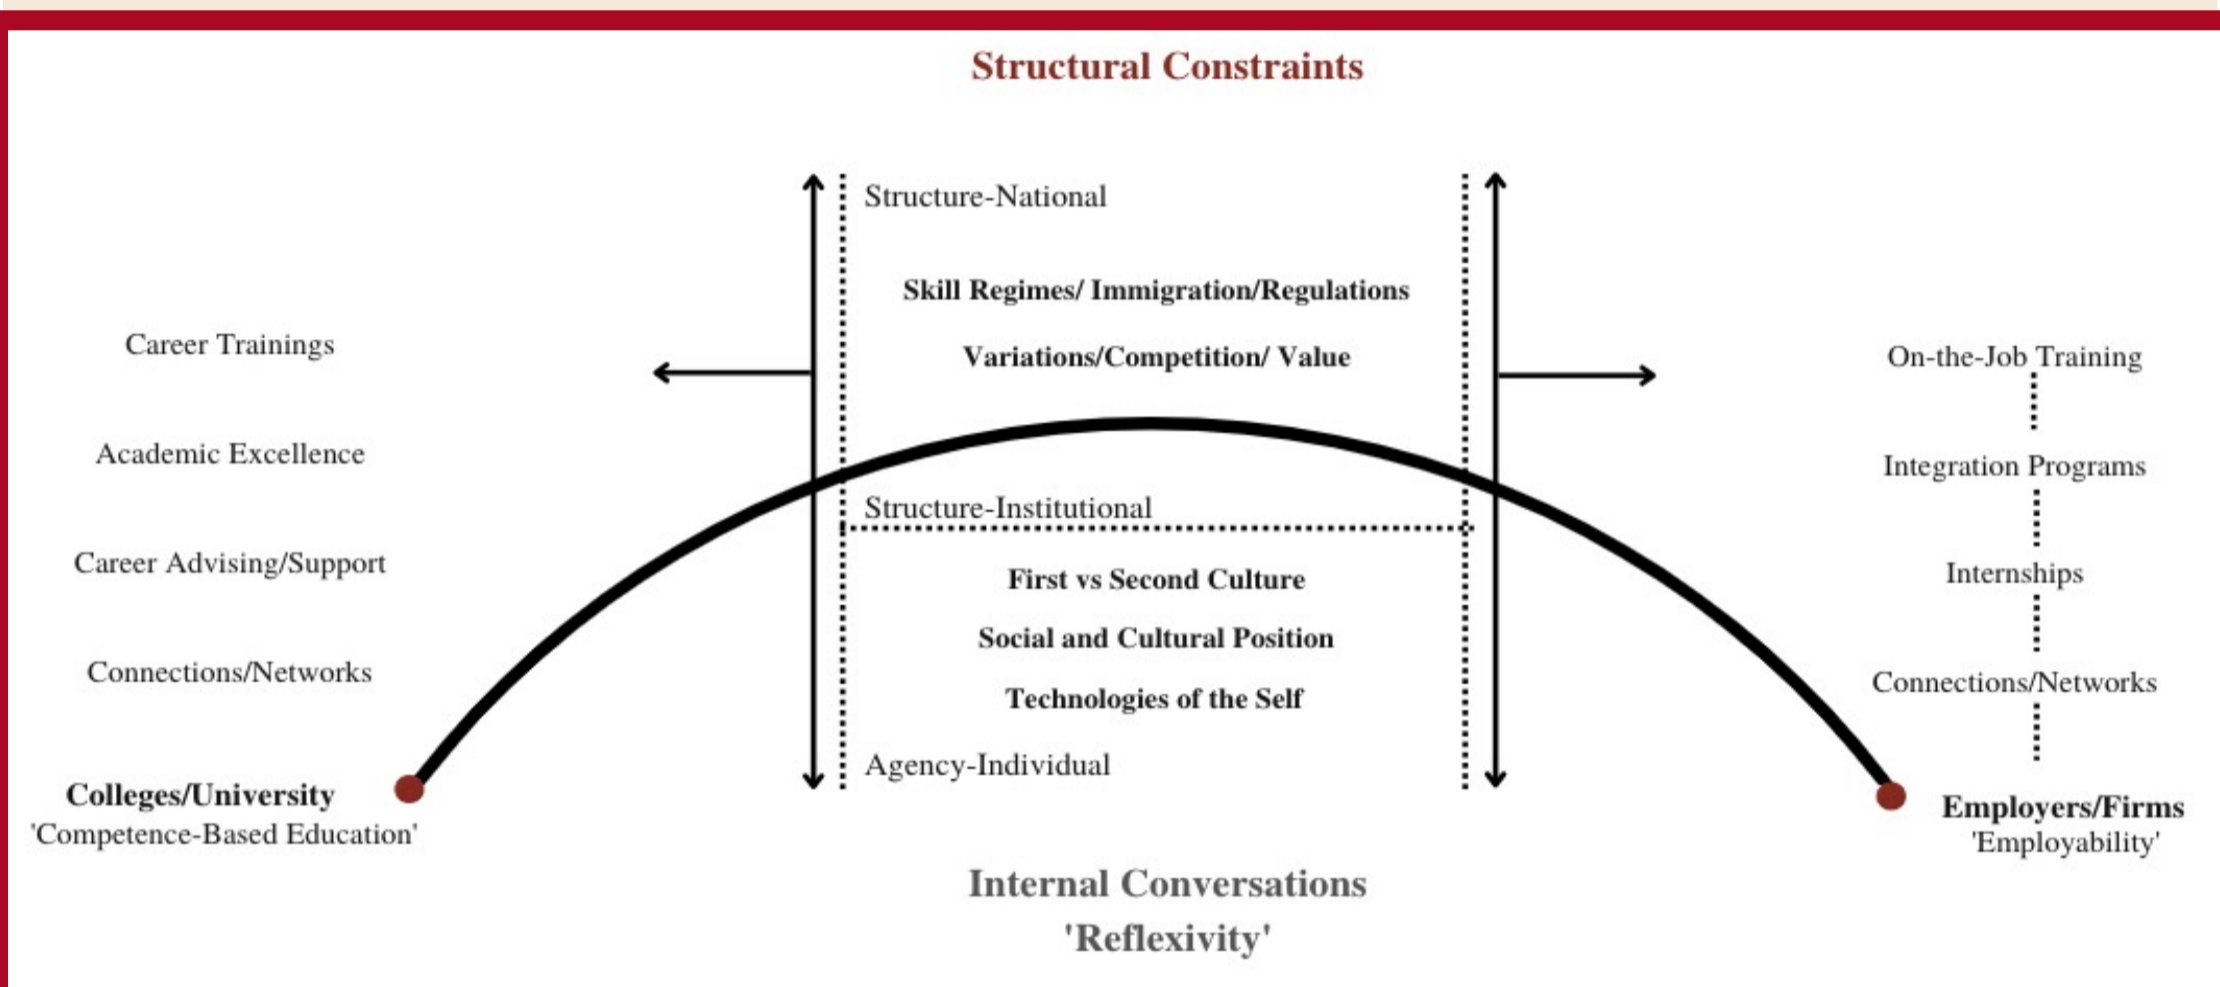 Structural Constraints
Structure-National
Skill Regimes/ Immigration/Regulations
Variations/Competition/ Value
Structure-Institutional
First vs Second Culture
Social and Cultural Position
Technologies of the Self
Agency-Individual
Career Trainings
Academic Excellence
Career Advising/Support
Connections/Networks
Colleges/University
'Competence-Based Education'
On-the-Job Training
Integration Programs
Internships
Connections/Networks
Employers/Firms
'Employability'
Internal Conversations
'Reflexivity'